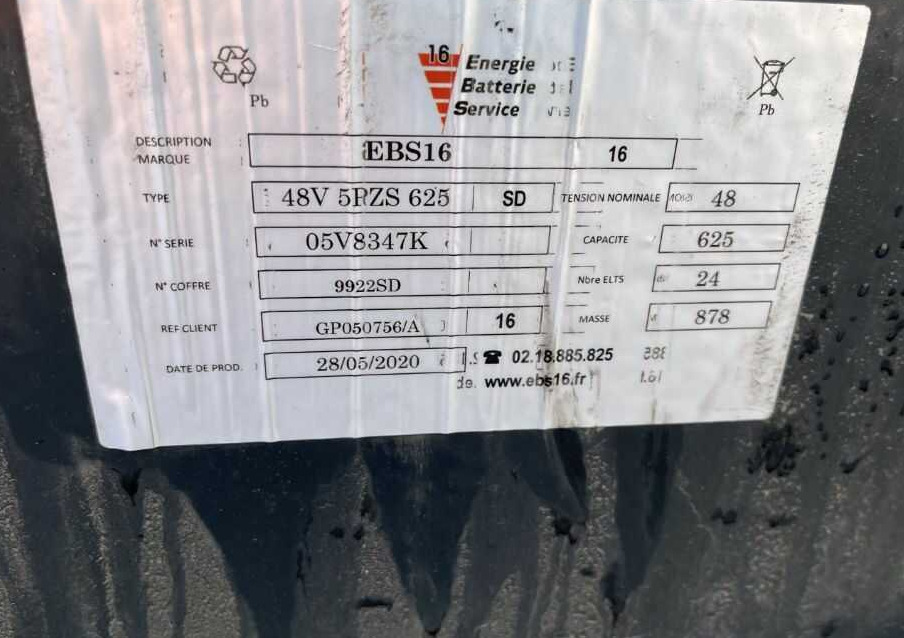 Pb
16 Energie
Batterie
Service
Pb
DESCRIPTION
MARQUE EBS16 16
TYPE 48V 5PZS 625 SD TENSION NOMINALE 48
N° SERIE 05V8347K CAPACITE 625
N° COFFRE 9922SD Nbre ELTS 24
REF CLIENT GP050756/A 16 MASSE 878
DATE DE PROD. 28/05/2020 ☎ 02.18.885.825
www.ebs16.fr